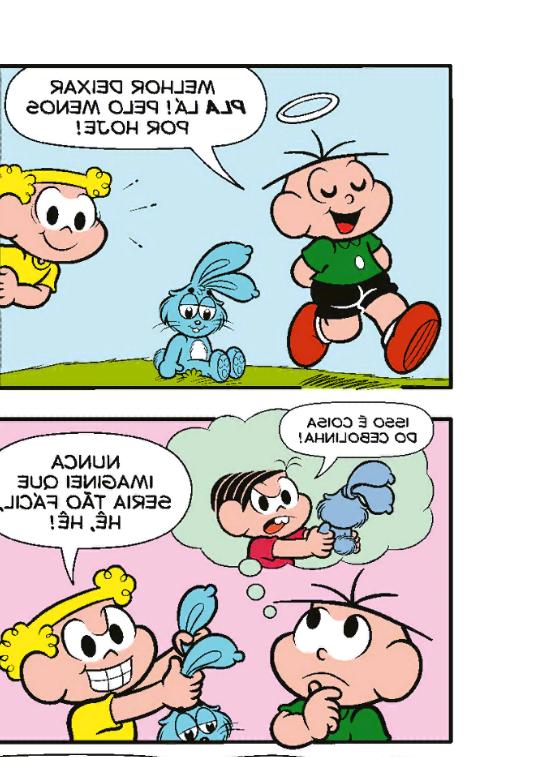 MELHOR DEIXAR
PLA LÁ! PELO MENOS
POR HOJE!
ISSO É COISA
DO CEBOLINHA!
NUNCA
IMAGINEI QUE
SERIA TÃO FÁCIL,
HÊ, HÊ!